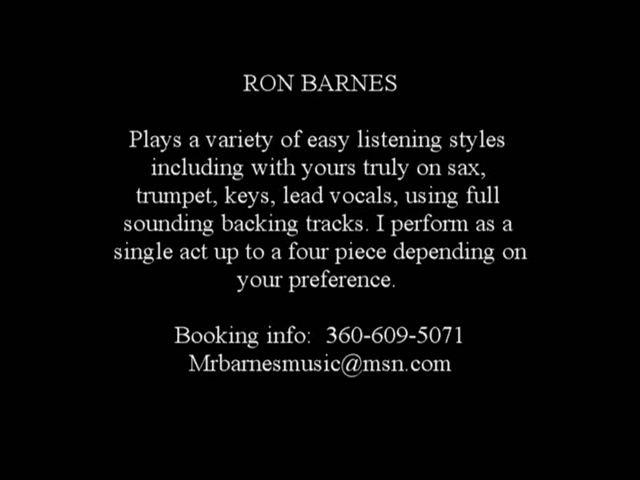 RON BARNES
Plays a variety of easy listening styles
including with yours truly on sax,
trumpet, keys, lead vocals, using full
sounding backing tracks. I perform as a
single act up to a four piece depending on
your preference.
Booking info:  360-609-5071
Mrbarnesmusic@msn.com